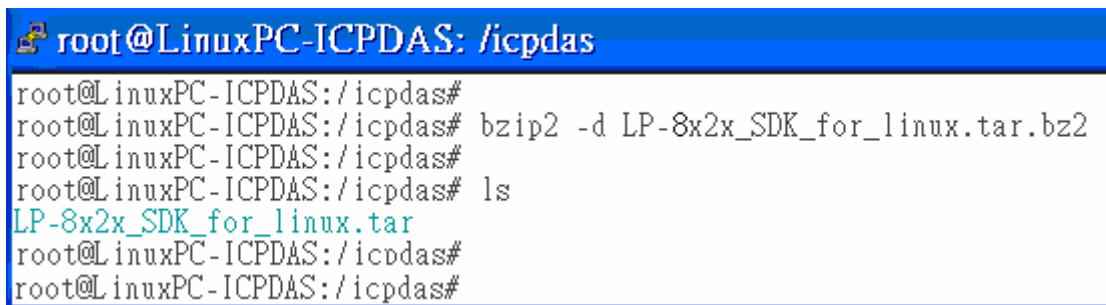 root@LinuxPC-ICPDAS: /icpdas
root@LinuxPC-ICPDAS:/icpdas#
root@LinuxPC-ICPDAS:/icpdas# bzip2 -d LP-8x2x_SDK_for_linux.tar.bz2
root@LinuxPC-ICPDAS:/icpdas#
root@LinuxPC-ICPDAS:/icpdas# ls
LP-8x2x_SDK_for_linux.tar
root@LinuxPC-ICPDAS:/icpdas#
root@LinuxPC-ICPDAS:/icpdas#